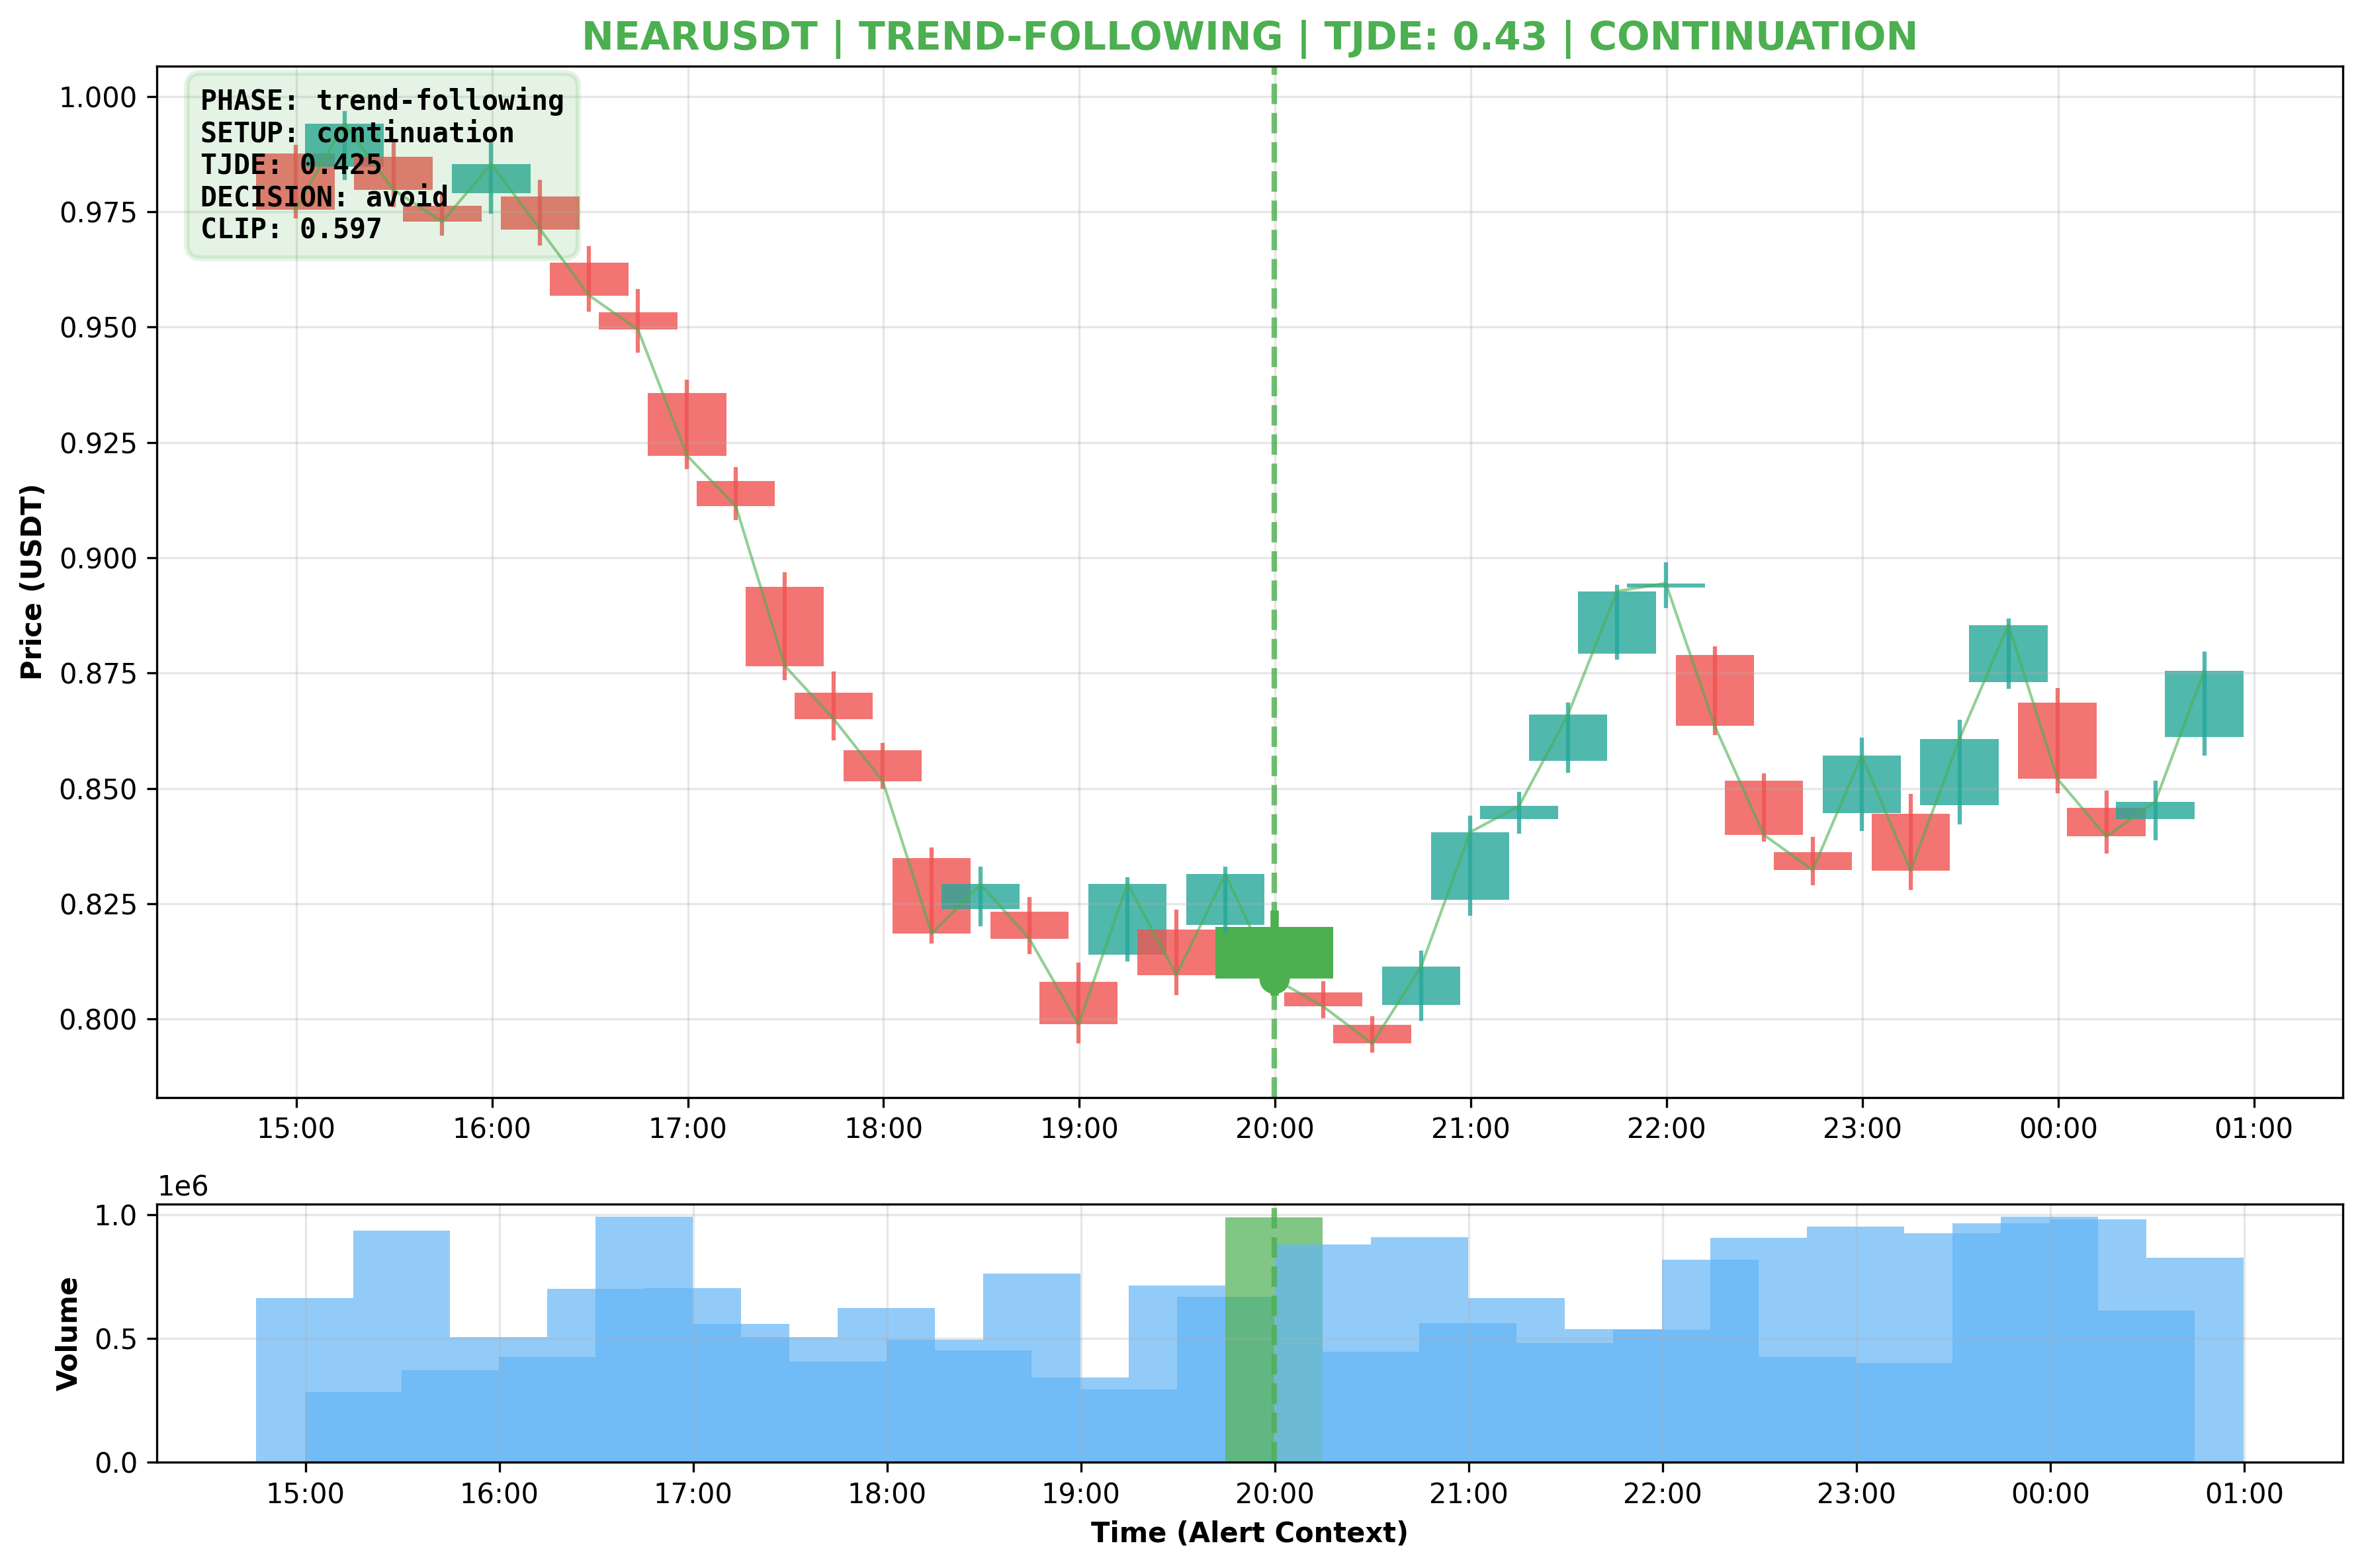 NEARUSDT | TREND-FOLLOWING | TJDE: 0.43 | CONTINUATION
PHASE: trend-following
SETUP: continuation
TJDE: 0.425
DECISION: avoid
CLIP: 0.597
Price (USDT)
1.000
0.975
0.950
0.925
0.900
0.875
0.850
0.825
0.800
15:00 16:00 17:00 18:00 19:00 20:00 21:00 22:00 23:00 00:00 01:00
1e6
Volume
1.0
0.5
0.0
15:00 16:00 17:00 18:00 19:00 20:00 21:00 22:00 23:00 00:00 01:00
Time (Alert Context)